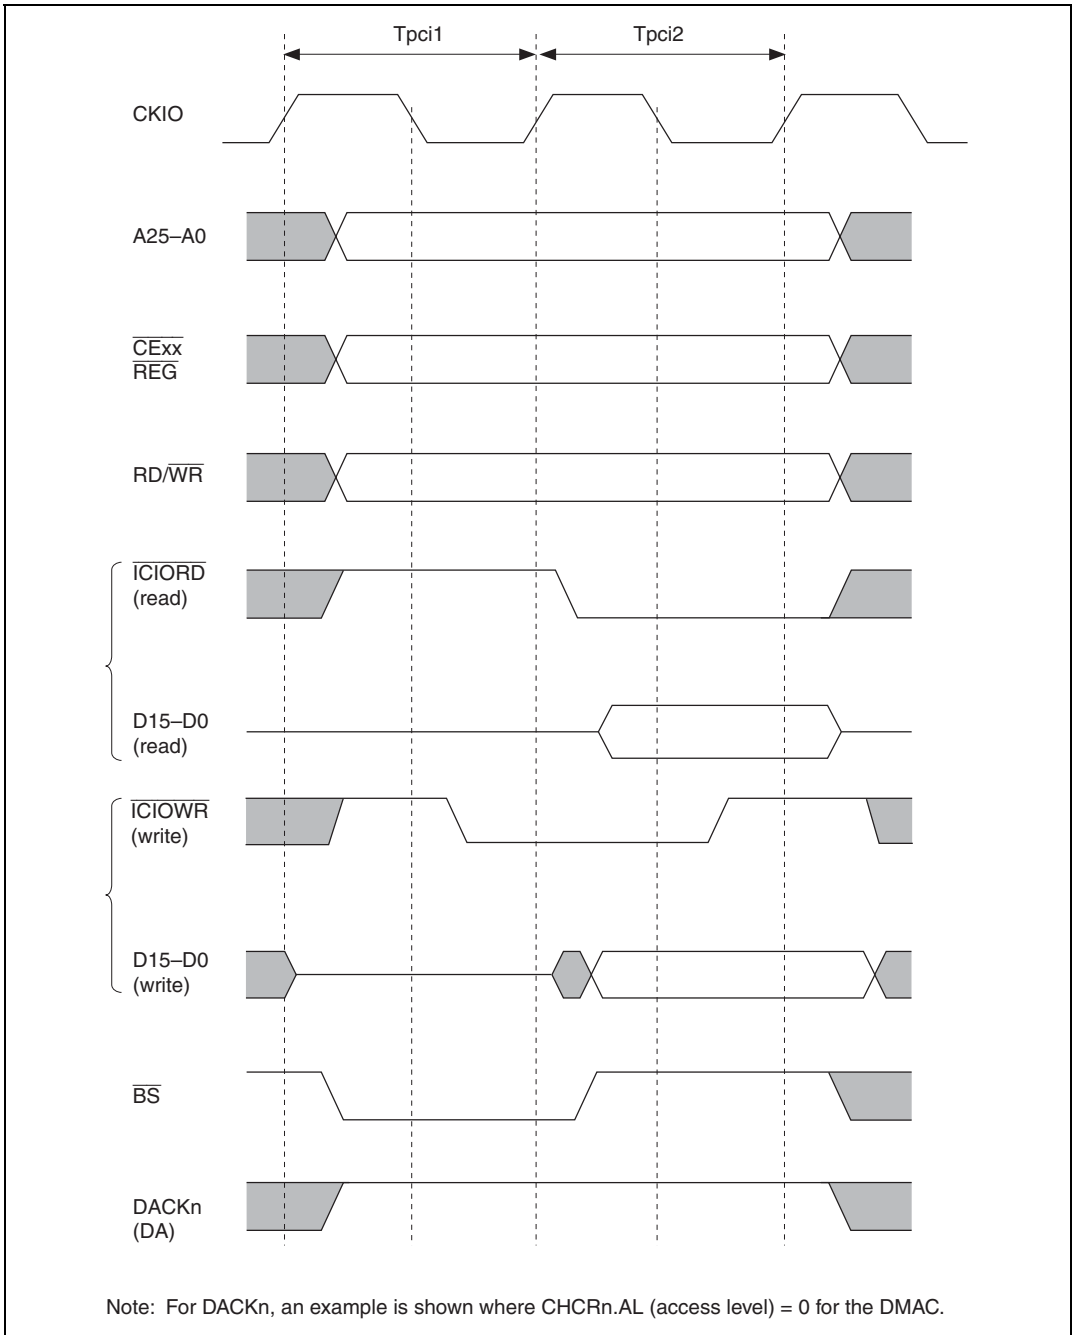 Tpci1 Tpci2
CKIO
A25–A0
CExx
REG
RD/WR
ICIORD
(read)
D15–D0
(read)
ICIOWR
(write)
D15–D0
(write)
BS
DACKn
(DA)
Note: For DACKn, an example is shown where CHCRn.AL (access level) = 0 for the DMAC.